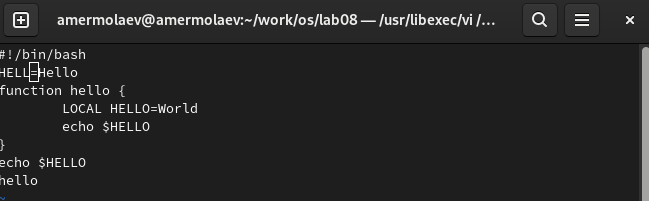 amermolaev@amermolaev:~/work/os/lab08 — /usr/libexec/vi /...
#!/bin/bash
HELL=Hello
function hello {
        LOCAL HELLO=World
        echo $HELLO
}
echo $HELLO
hello
~